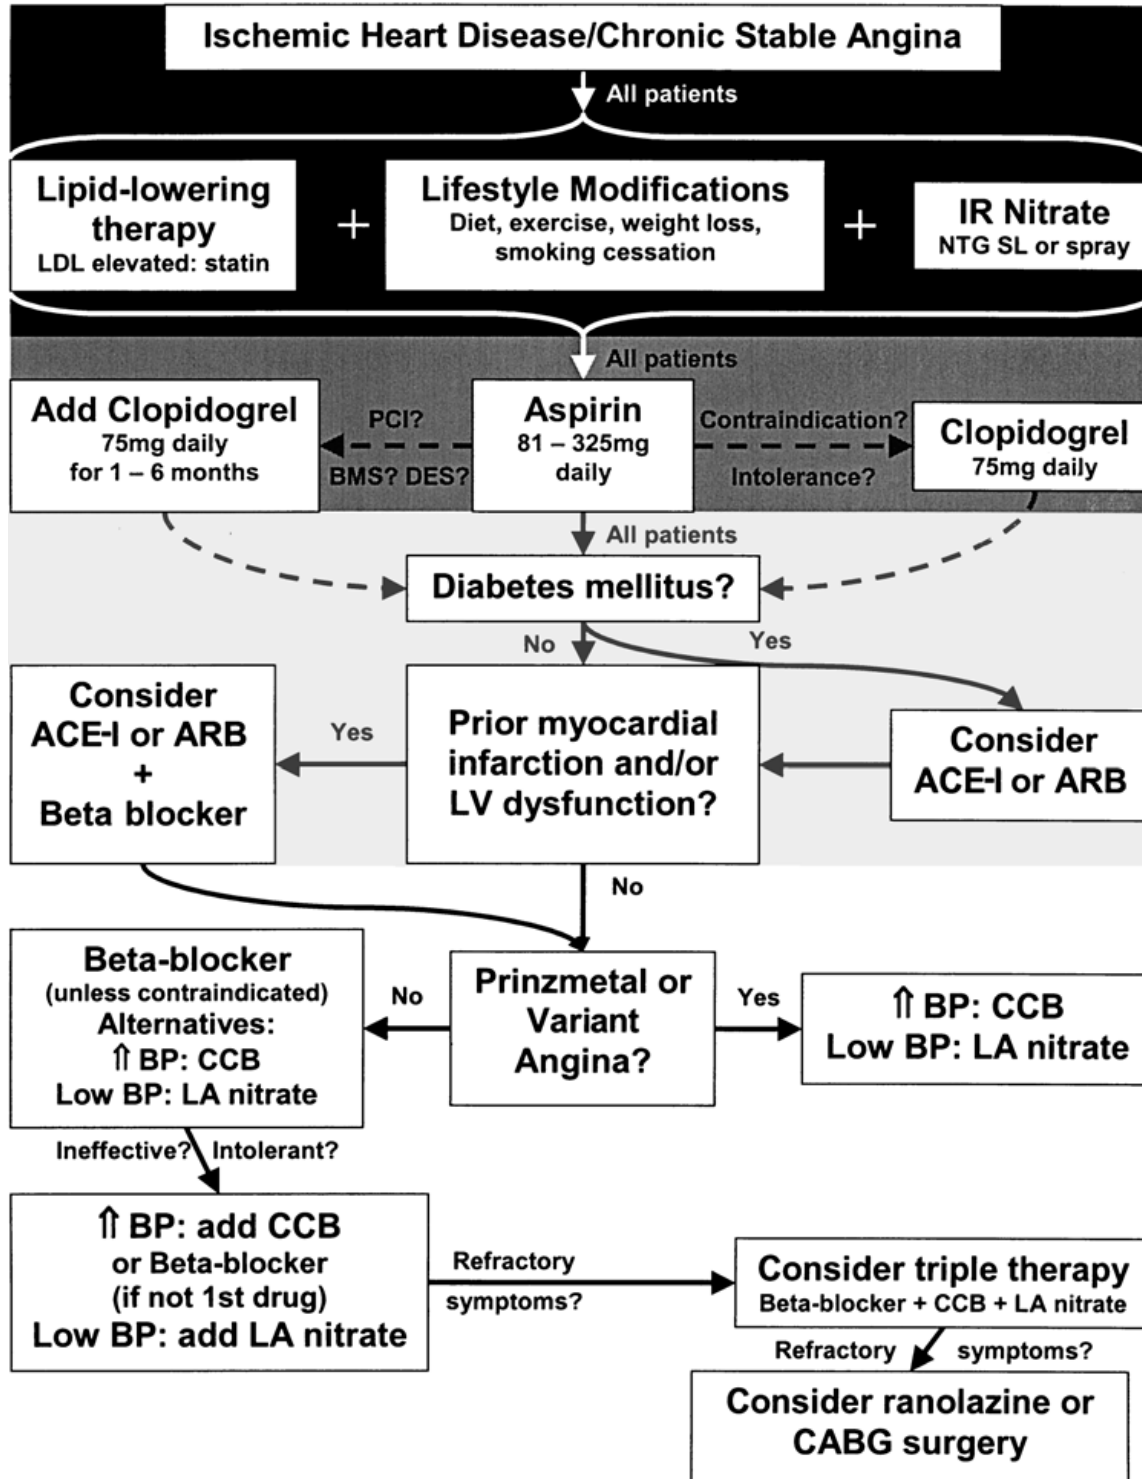 Ischemic Heart Disease/Chronic Stable Angina
All patients
Lipid-lowering
therapy
LDL elevated: statin
+
Lifestyle Modifications
Diet, exercise, weight loss,
smoking cessation
+
IR Nitrate
NTG SL or spray
All patients
Add Clopidogrel
75mg daily
for 1 – 6 months
PCI?
BMS? DES?
Aspirin
81 – 325mg
daily
Contraindication?
Intolerance?
Clopidogrel
75mg daily
All patients
Diabetes mellitus?
No
Yes
Consider
ACE-I or ARB
+
Beta blocker
Yes
Prior myocardial
infarction and/or
LV dysfunction?
Consider
ACE-I or ARB
No
Beta-blocker
(unless contraindicated)
Alternatives:
⇑ BP: CCB
Low BP: LA nitrate
No
Prinzmetal or
Variant
Angina?
Yes
⇑ BP: CCB
Low BP: LA nitrate
Ineffective? Intolerant?
⇑ BP: add CCB
or Beta-blocker
(if not 1st drug)
Low BP: add LA nitrate
Refractory
symptoms?
Consider triple therapy
Beta-blocker + CCB + LA nitrate
Refractory symptoms?
Consider ranolazine or
CABG surgery